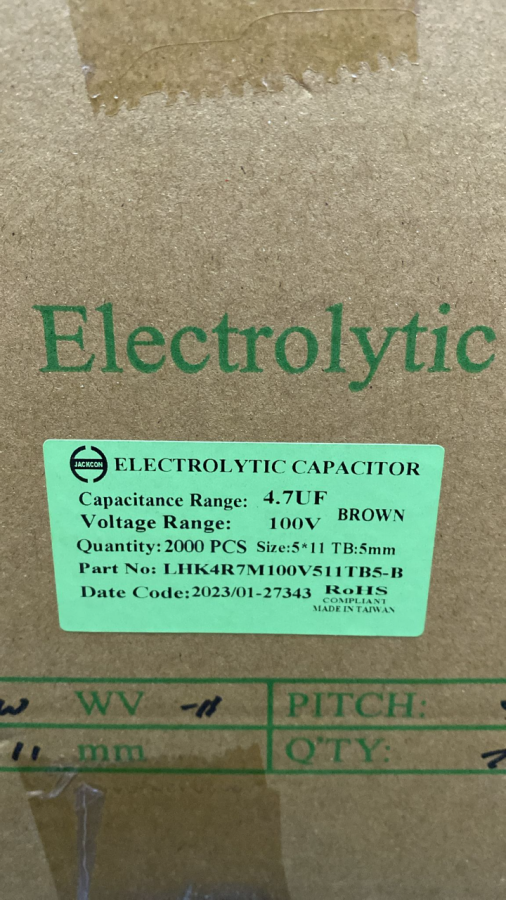 Electrolytic
JACKCON ELECTROLYTIC CAPACITOR
Capacitance Range: 4.7UF
Voltage Range: 100V BROWN
Quantity:2000 PCS Size:5*11 TB:5mm
Part No: LHK4R7M100V511TB5-B
Date Code:2023/01-27343 RoHS
COMPLIANT
MADE IN TAIWAN
WV PITCH:
11 mm Q'TY: